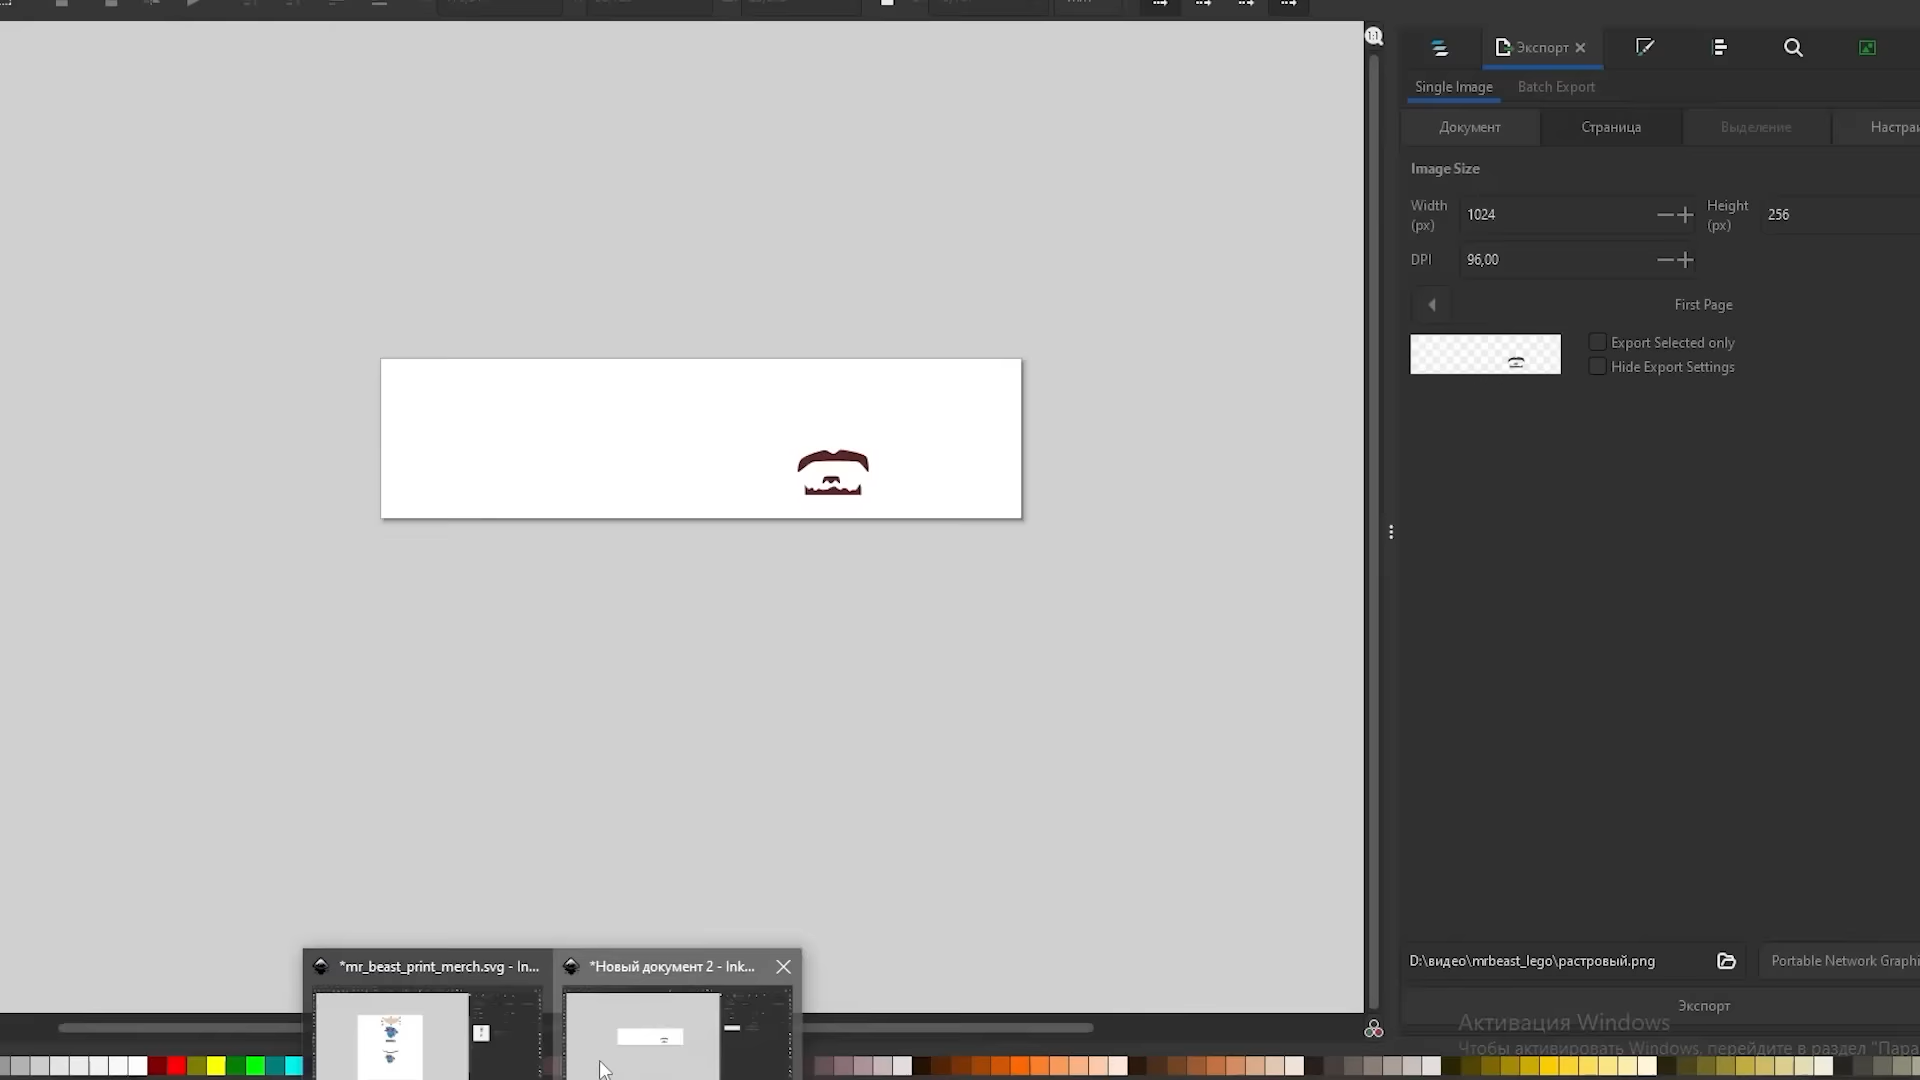 Экспорт
Single Image
Batch Export
Документ
Страница
Выделение
Image Size
Width (px)
1024
Height (px)
256
DPI
96,00
First Page
Export Selected only
Hide Export Settings
*mr_beast_print_merch.svg - In...
*Новый документ 2 - Ink...
D:\видео\mrbeast_lego\растровый.png
Portable Network Graphi
Экспорт
Активация Windows
Чтобы активировать Windows, перейдите в раздел "Пара